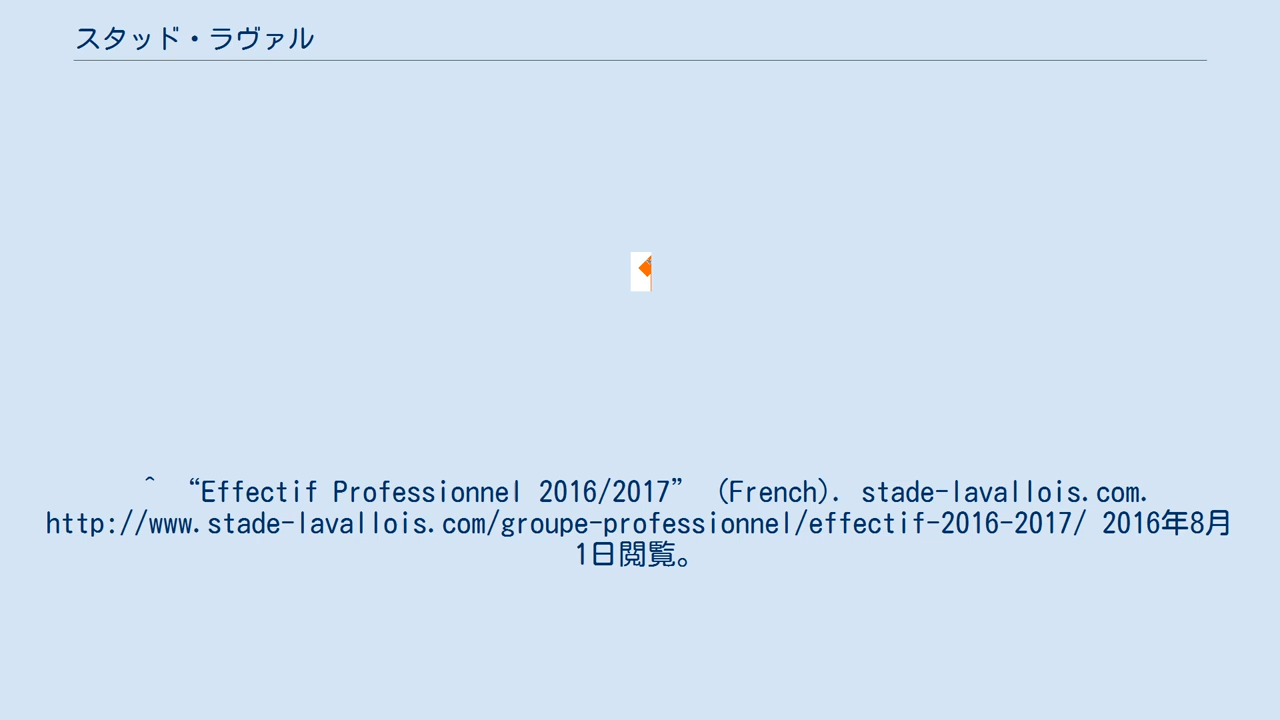 スタッド・ラヴァル
^ “Effectif Professionnel 2016/2017” (French). stade-lavallois.com.
http://www.stade-lavallois.com/groupe-professionnel/effectif-2016-2017/ 2016年8月
1日閲覧。